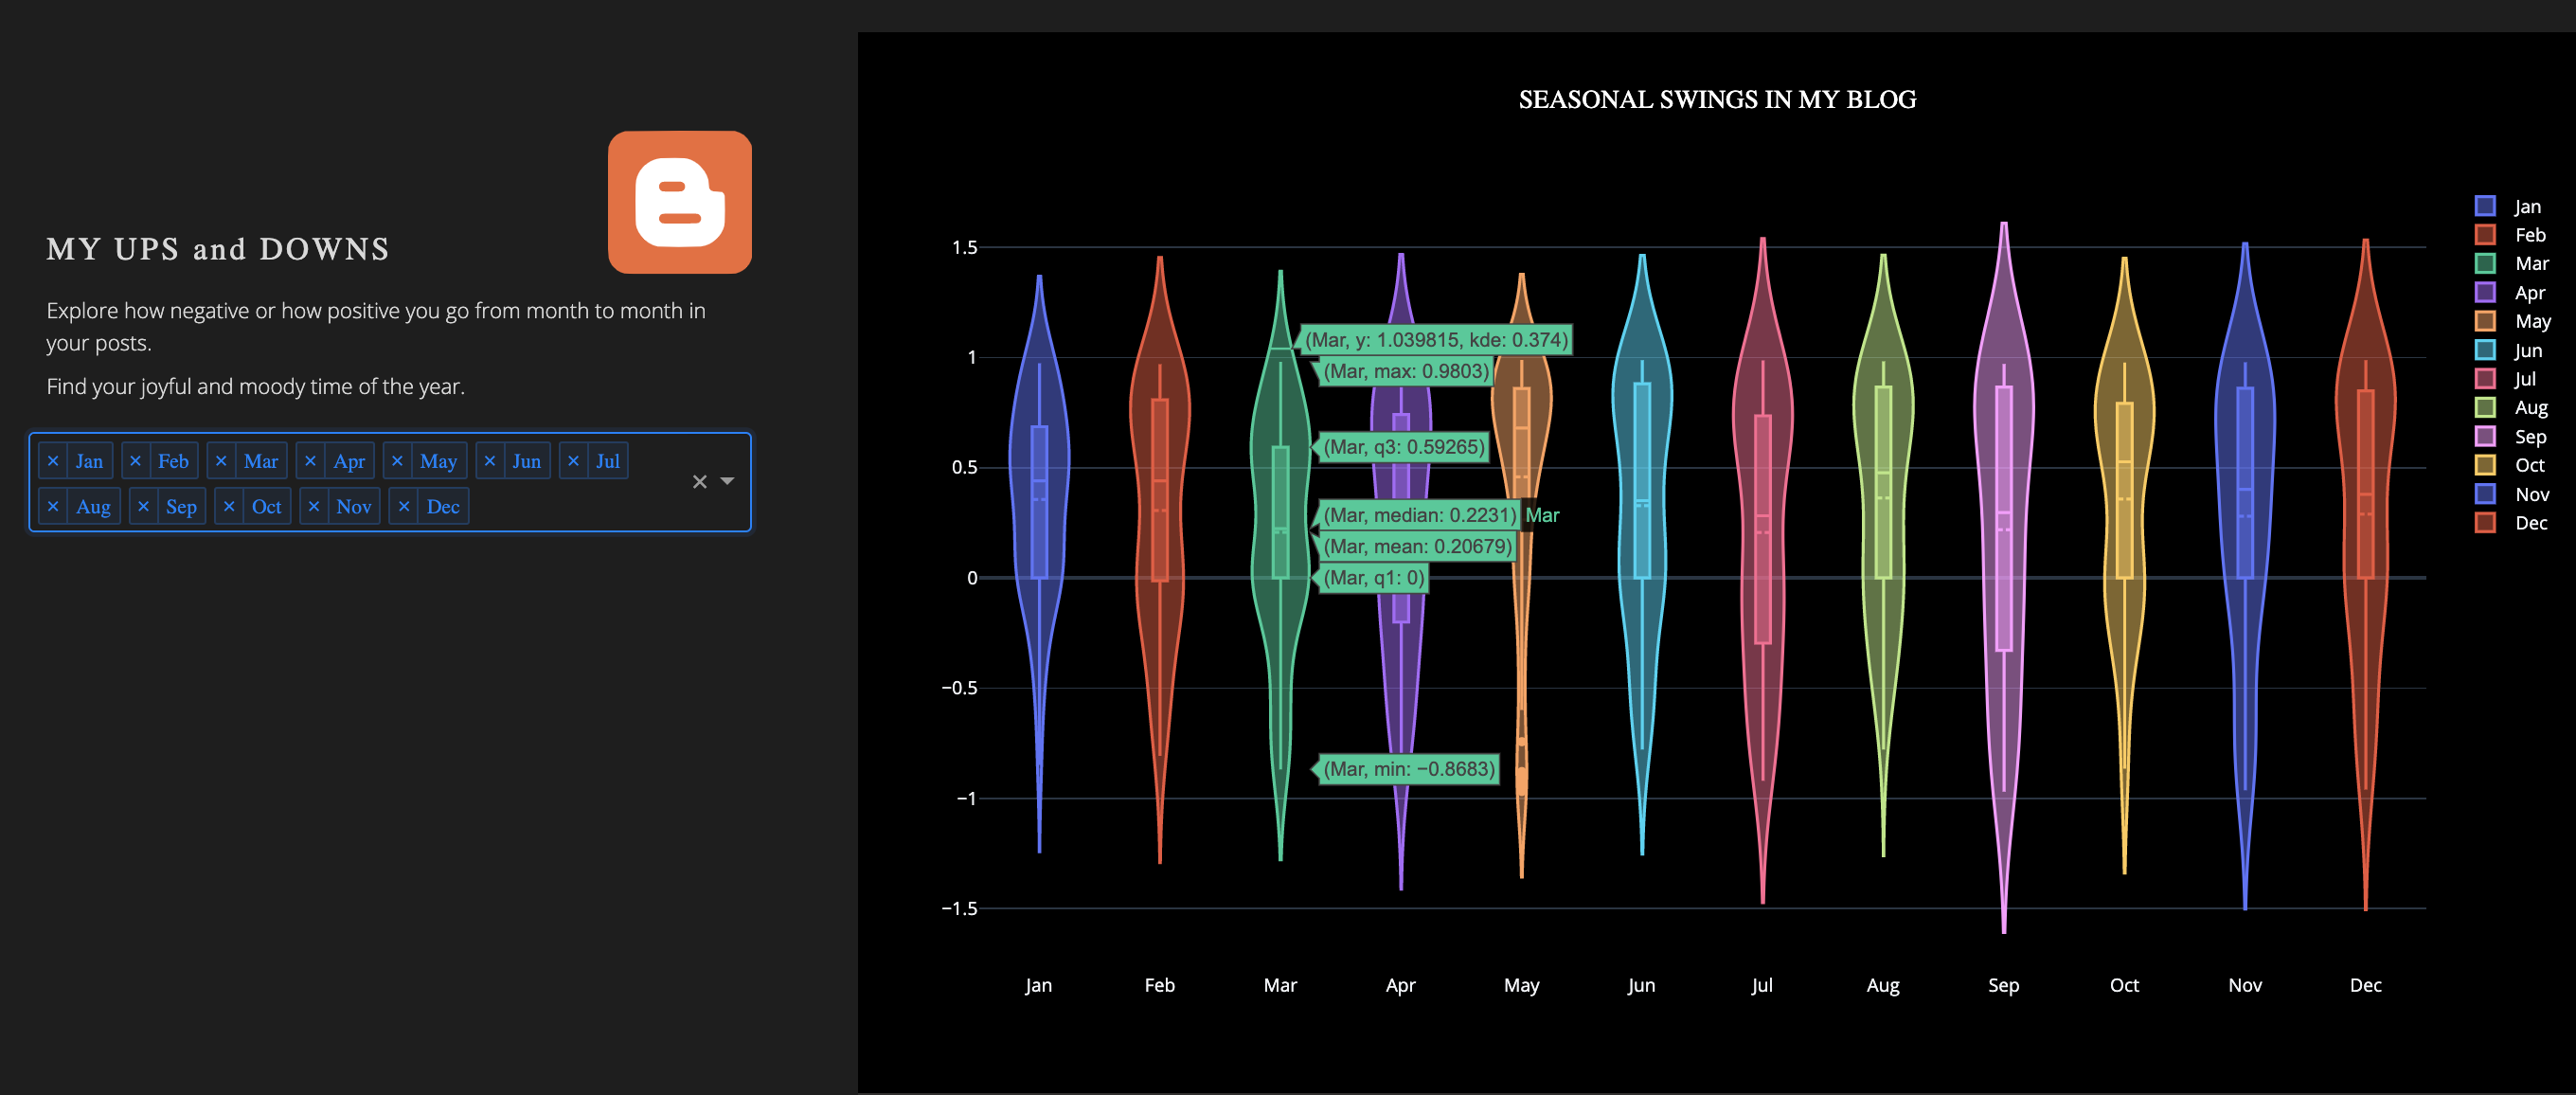 SEASONAL SWINGS IN MY BLOG
MY UPS and DOWNS
Explore how negative or how positive you go from month to month in
your posts.
Find your joyful and moody time of the year.
× Jan × Feb × Mar × Apr × May × Jun × Jul
× Aug × Sep × Oct × Nov × Dec
1.5
1
0.5
0
−0.5
−1
−1.5
(Mar, y: 1.039815, kde: 0.374)
(Mar, max: 0.9803)
(Mar, q3: 0.59265)
(Mar, median: 0.2231) Mar
(Mar, mean: 0.20679)
(Mar, q1: 0)
(Mar, min: −0.8683)
Jan Feb Mar Apr May Jun Jul Aug Sep Oct Nov Dec
Jan
Feb
Mar
Apr
May
Jun
Jul
Aug
Sep
Oct
Nov
Dec